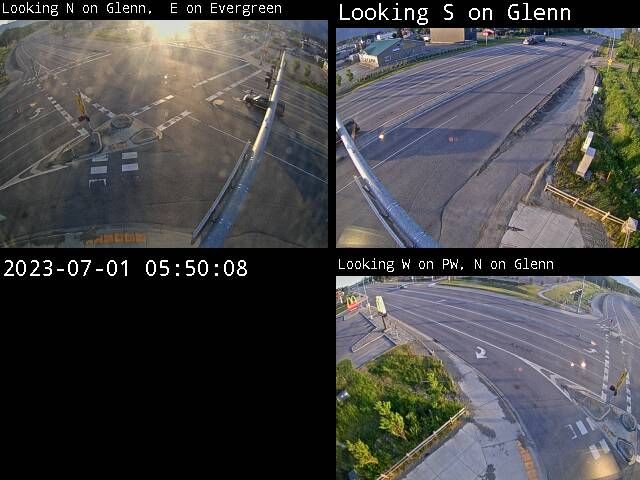 Looking N on Glenn,  E on Evergreen
Looking S on Glenn
2023-07-01 05:50:08
Looking W on PW, N on Glenn